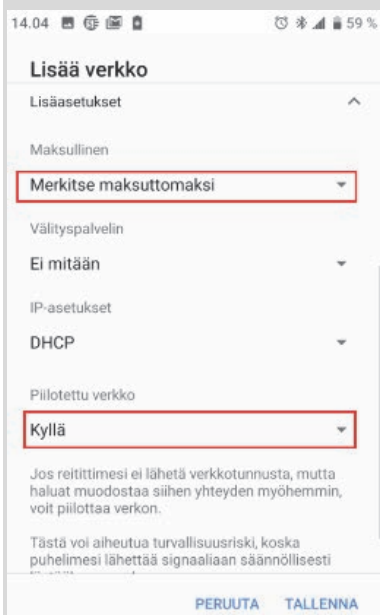 14.04
59 %
Lisää verkko
Lisäasetukset
Maksullinen
Merkitse maksuttomaksi
Välityspalvelin
Ei mitään
IP-asetukset
DHCP
Piilotettu verkko
Kyllä
Jos reitittimesi ei lähetä verkkotunnusta, mutta
haluat muodostaa siihen yhteyden myöhemmin,
voit piilottaa verkon.
Tästä voi aiheutua turvallisuusriski, koska
puhelimesi lähettää signaaliaan säännöllisesti
PERUUTA TALLENNA